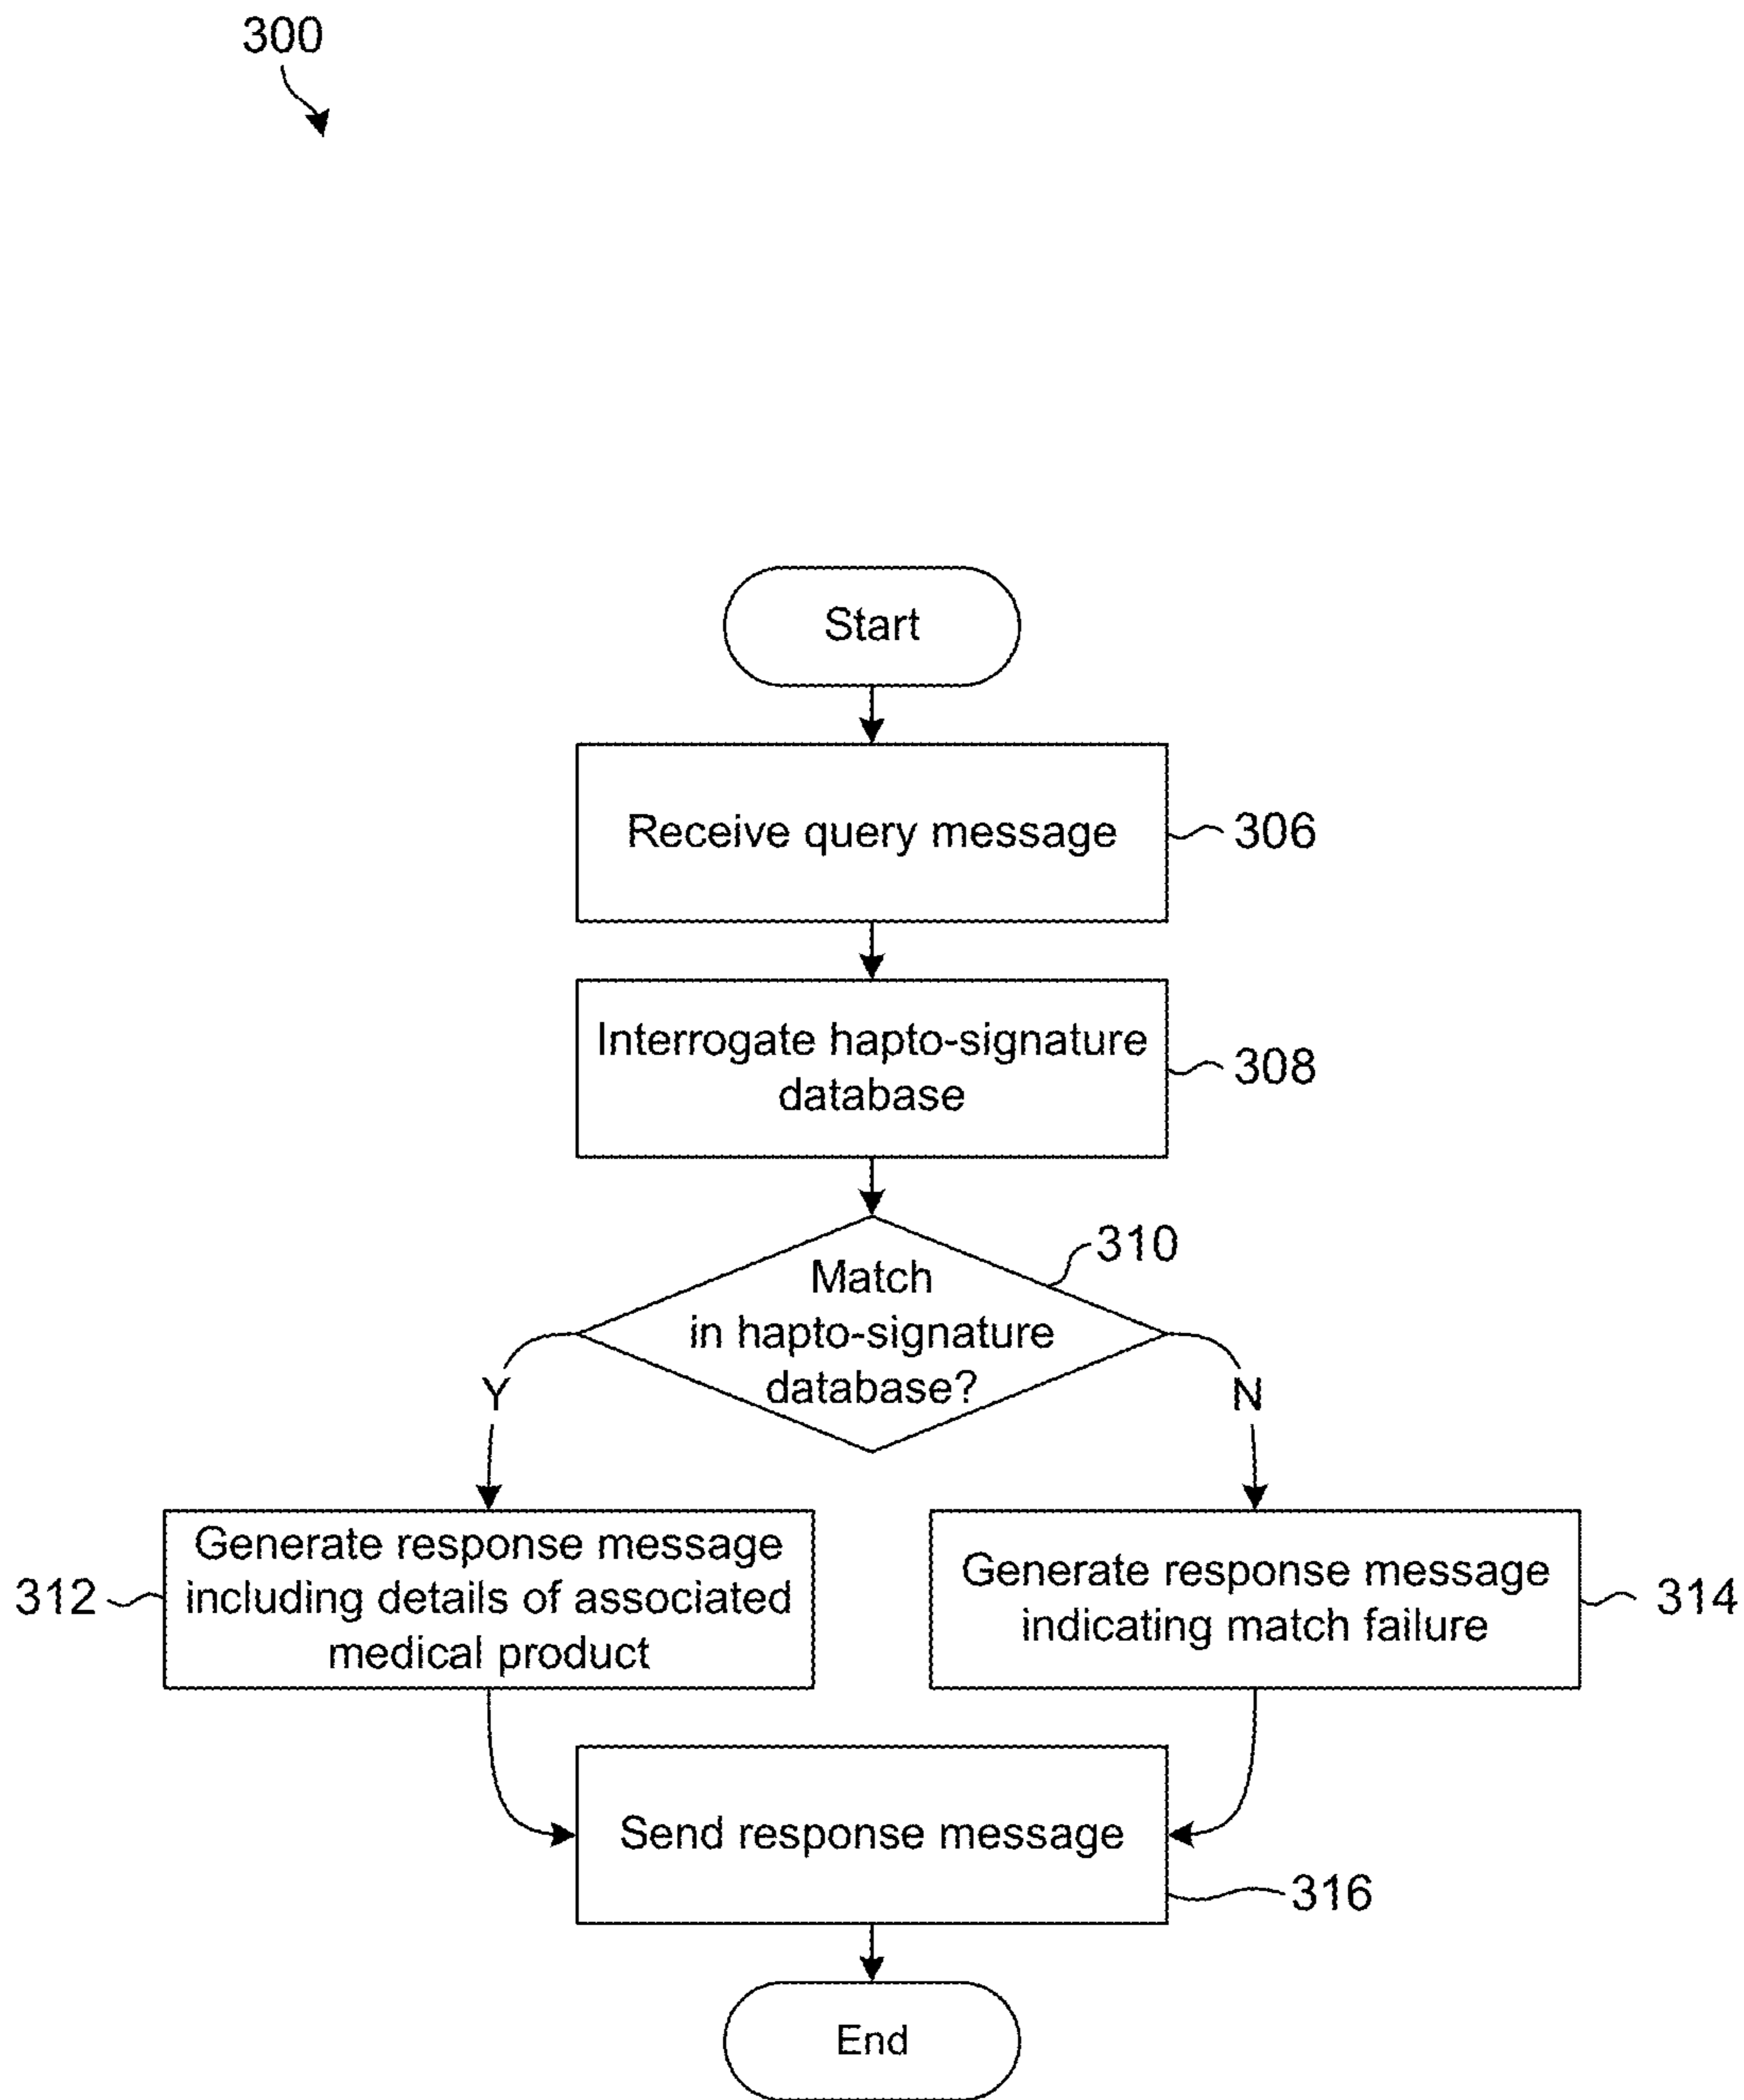 300
Start
Receive query message
306
Interrogate hapto-signature
database
308
310
Match
in hapto-signature
database?
Y
N
Generate response message
including details of associated
medical product
312
Generate response message
indicating match failure
314
Send response message
316
End